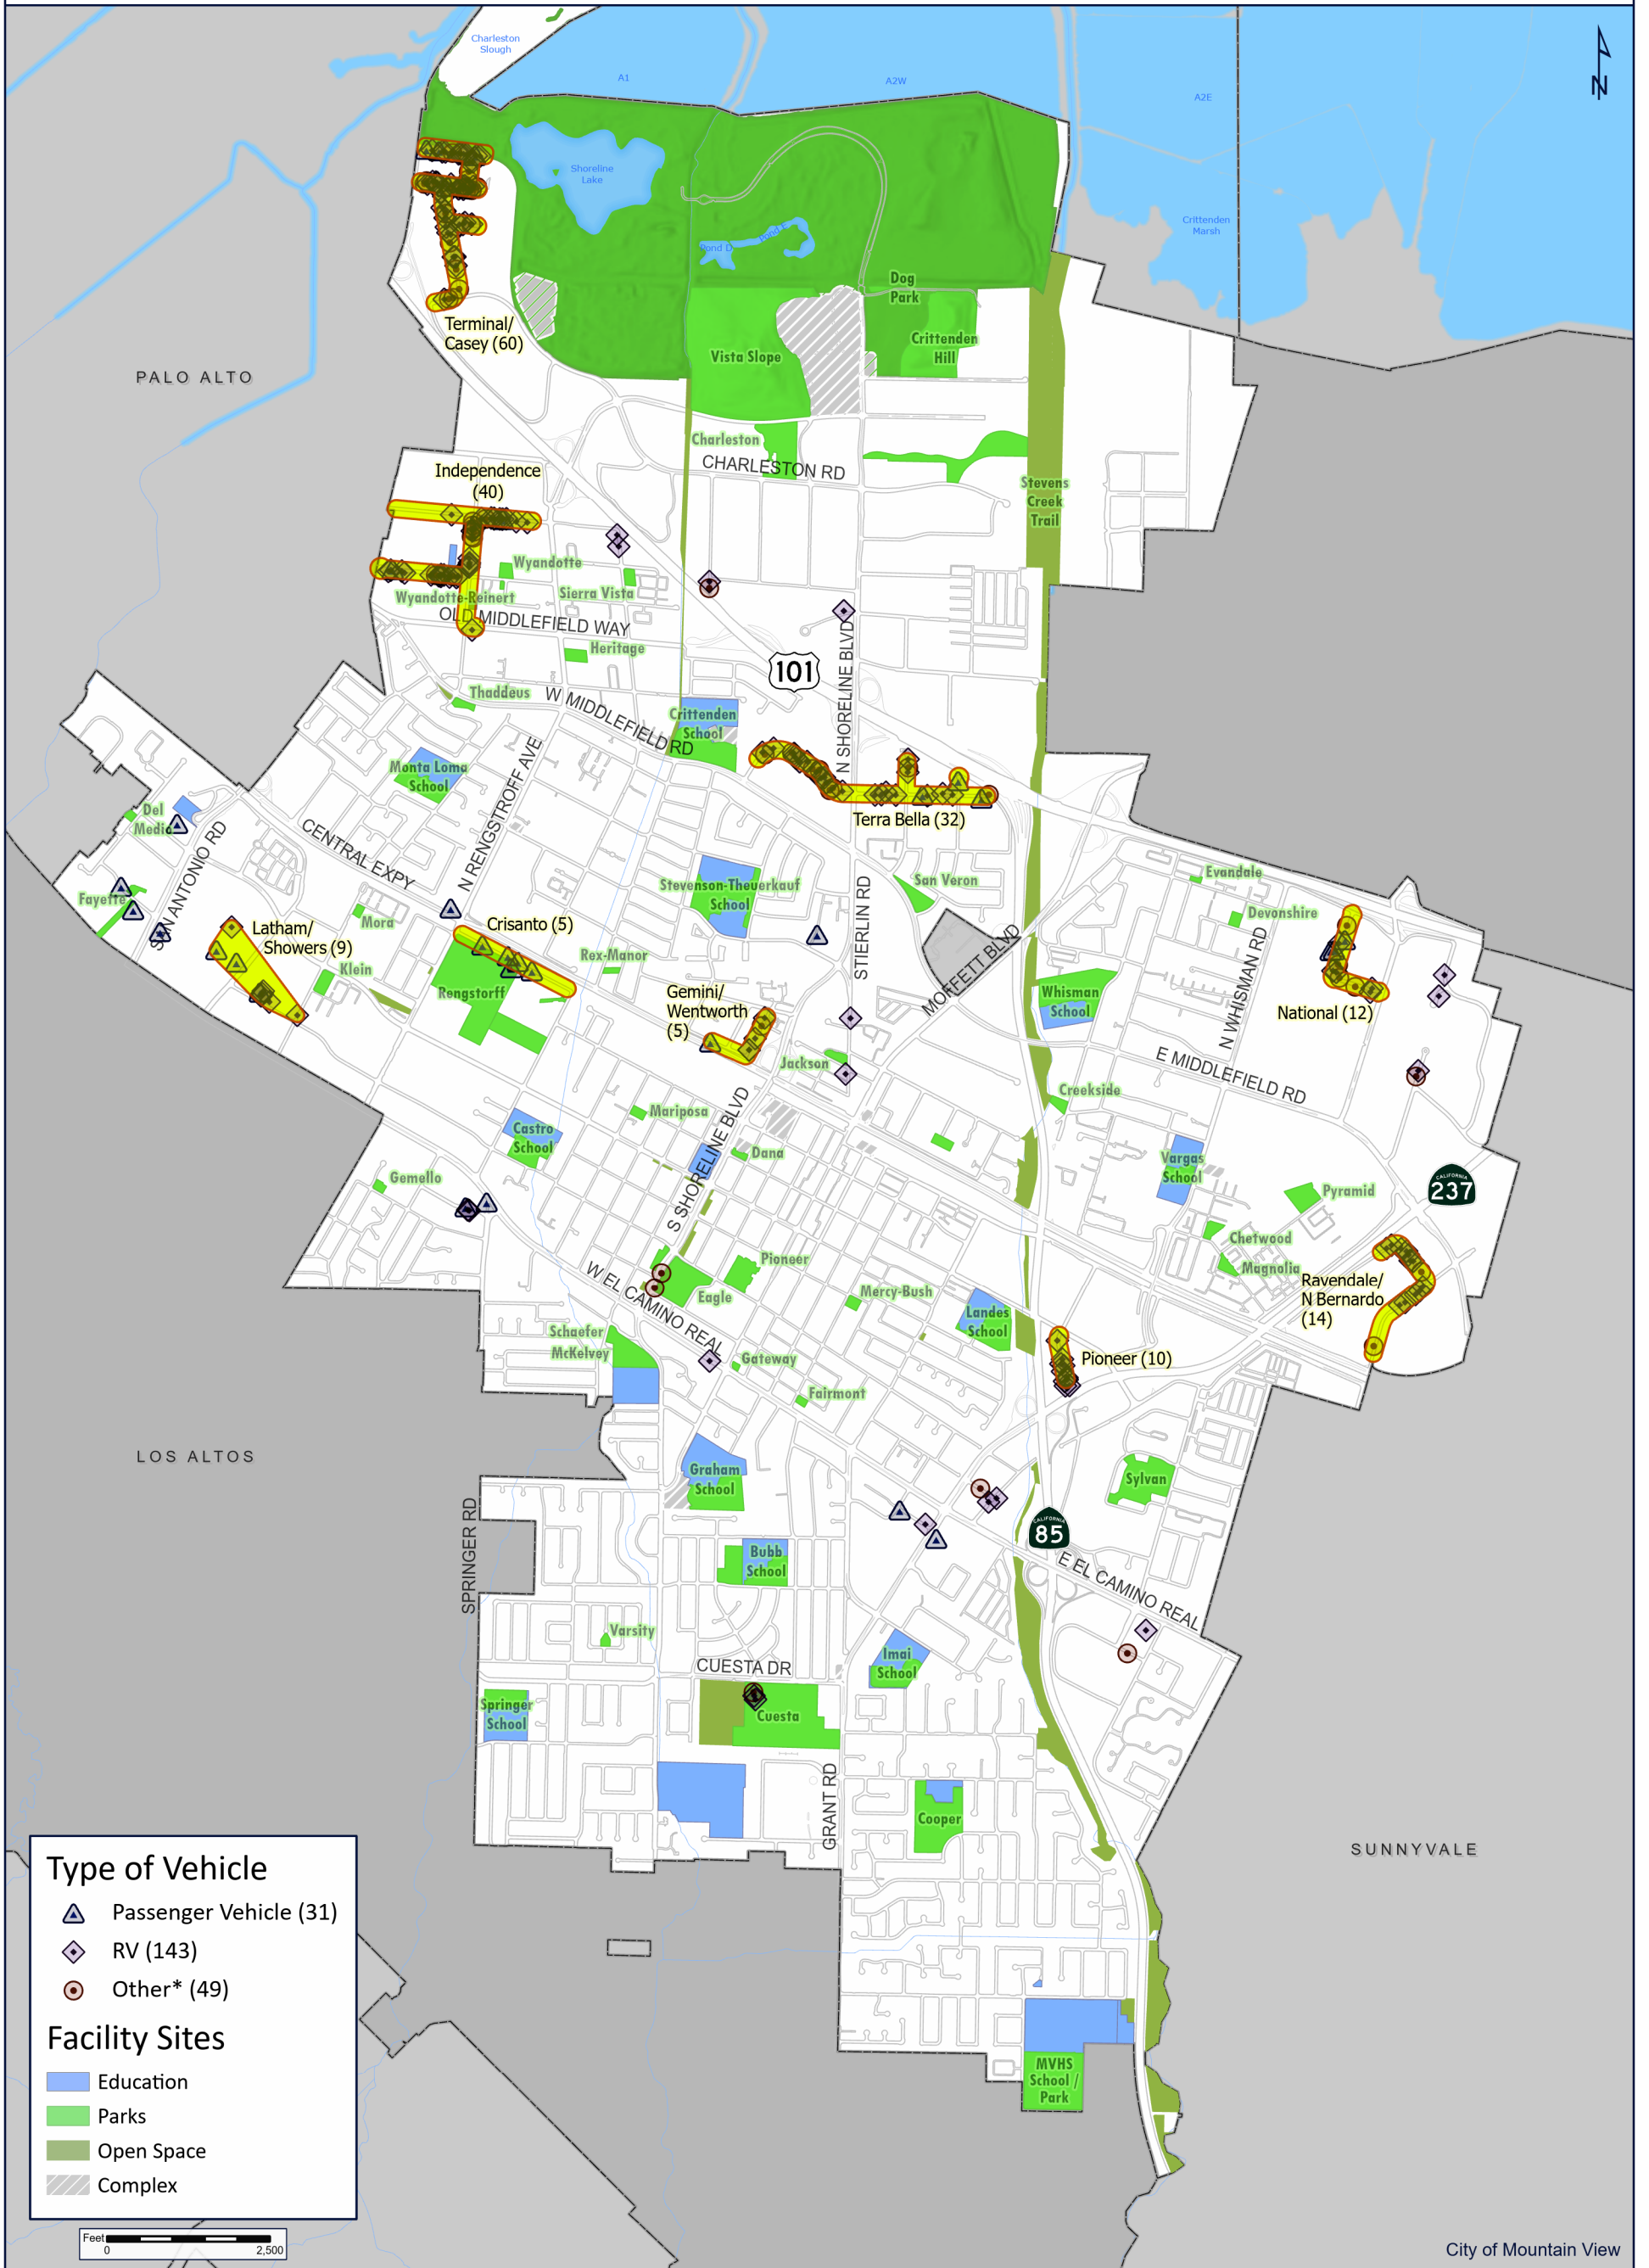 Charleston
Slough
A1
A2W
A2E
N
Shoreline
Lake
Crittenden
Marsh
Pond D
Pond E
Dog
Park
Terminal/
Casey (60)
Vista Slope
Crittenden
Hill
PALO ALTO
Charleston
CHARLESTON RD
Independence
(40)
Stevens
Creek
Trail
Wyandotte
Sierra Vista
Wyandotte-Reinert
OLD MIDDLEFIELD WAY
Heritage
101
N SHORELINE BLVD
Thaddeus
W MIDDLEFIELD RD
Crittenden
School
Monta Loma
School
N RENGSTROFF AVE
Terra Bella (32)
Del
Medio
SAN ANTONIO RD
CENTRAL EXPY
Stevenson-Theuerkauf
School
San Veron
Evandale
Devonshire
Fayette
Mora
Crisanto (5)
Latham/
Showers (9)
Klein
Rex-Manor
Rengstorff
STIERLIN RD
MOFFETT BLVD
Whisman
School
N WHISMAN RD
National (12)
Gemini/
Wentworth
(5)
Jackson
E MIDDLEFIELD RD
Creekside
Mariposa
Castro
School
Dana
S SHORELINE BLVD
Vargas
School
Gemello
Pyramid
CALIFORNIA
237
Chetwood
Magnolia
Pioneer
Eagle
W EL CAMINO REAL
Mercy-Bush
Ravendale/
N Bernardo
(14)
Landes
School
Schaefer
McKelvey
Gateway
Pioneer (10)
Fairmont
LOS ALTOS
Graham
School
Sylvan
SPRINGER RD
CALIFORNIA
85
Bubb
School
E EL CAMINO REAL
Varsity
CUESTA DR
Imai
School
Springer
School
Cuesta
GRANT RD
Cooper
SUNNYVALE
MVHS
School /
Park
Type of Vehicle
Passenger Vehicle (31)
RV (143)
Other* (49)
Facility Sites
Education
Parks
Open Space
Complex
Feet
0
2,500
City of Mountain View